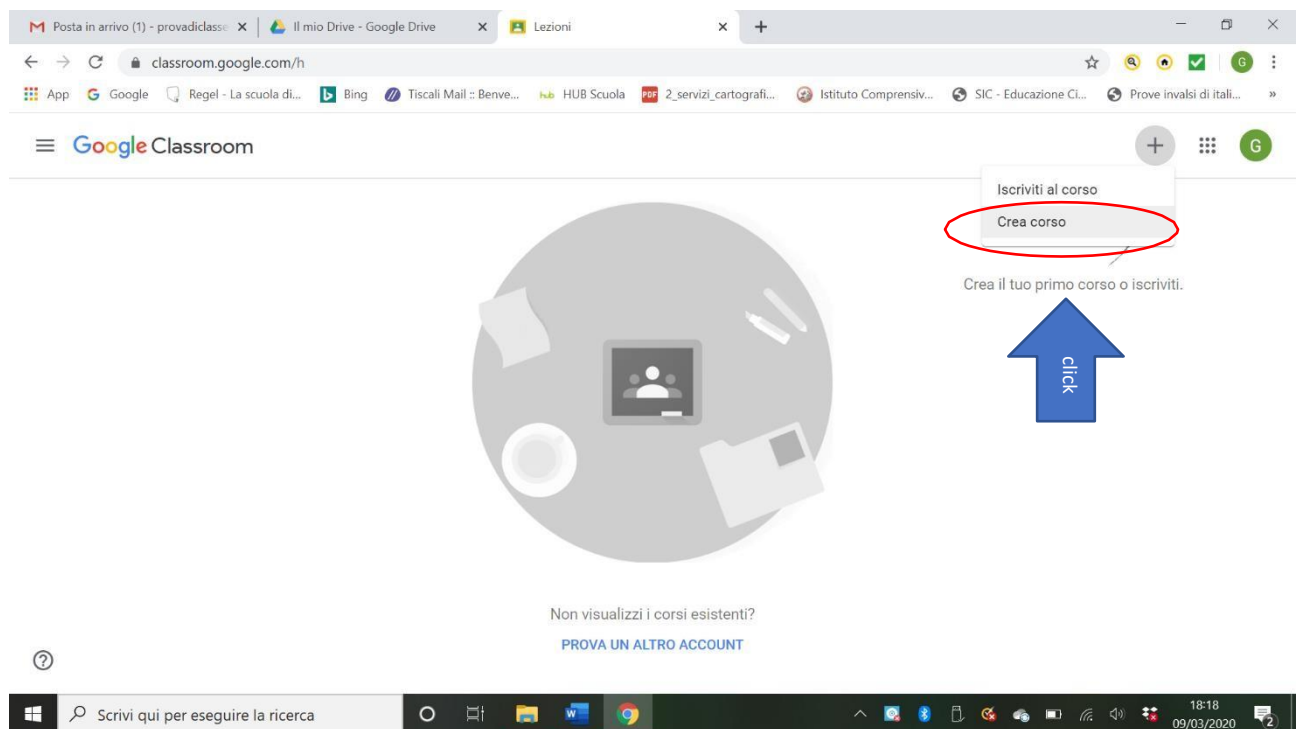 Posta in arrivo (1) - provadiclasse
Il mio Drive - Google Drive
Lezioni
classroom.google.com/h
G
App
Google
Regel - La scuola di...
Bing
Tiscali Mail :: Benve...
hub HUB Scuola
PDF 2_servizi_cartografi...
Istituto Comprensiv...
SIC - Educazione Ci...
Prove invalsi di itali...
»
Google Classroom
G
Iscriviti al corso
Crea corso
Crea il tuo primo corso o iscriviti.
click
Non visualizzi i corsi esistenti?
PROVA UN ALTRO ACCOUNT
Scrivi qui per eseguire la ricerca
18:18
09/03/2020
2